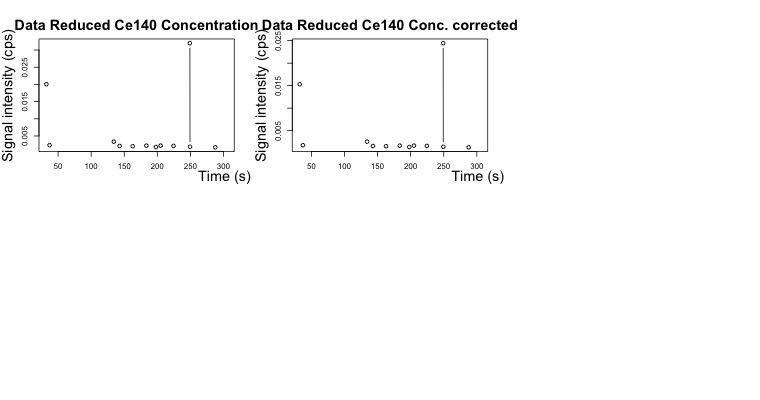 Data Reduced Ce140 Concentration
Signal intensity (cps)
0.005 0.015 0.025
50 100 150 200 250 300
Time (s)
Data Reduced Ce140 Conc. corrected
Signal intensity (cps)
0.005 0.015 0.025
50 100 150 200 250 300
Time (s)